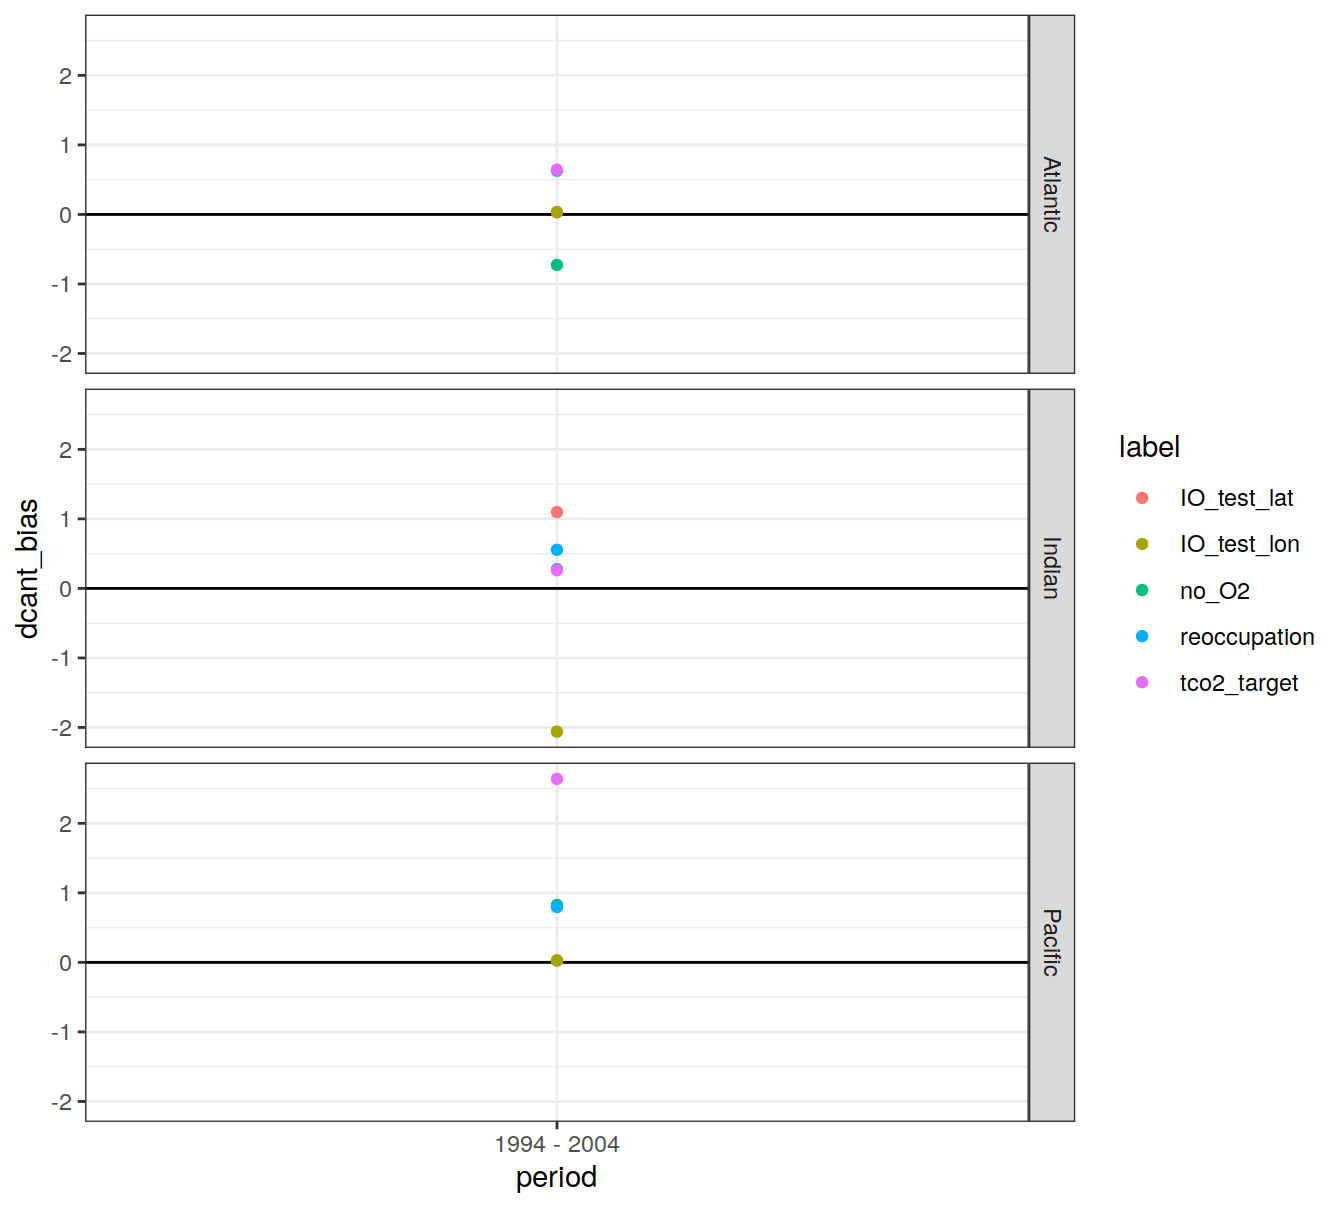 2
1
0
-1
-2
Atlantic
2
1
0
-1
-2
Indian
2
1
0
-1
-2
Pacific
dcant_bias
1994 - 2004
period
label
IO_test_lat
IO_test_lon
no_O2
reoccupation
tco2_target